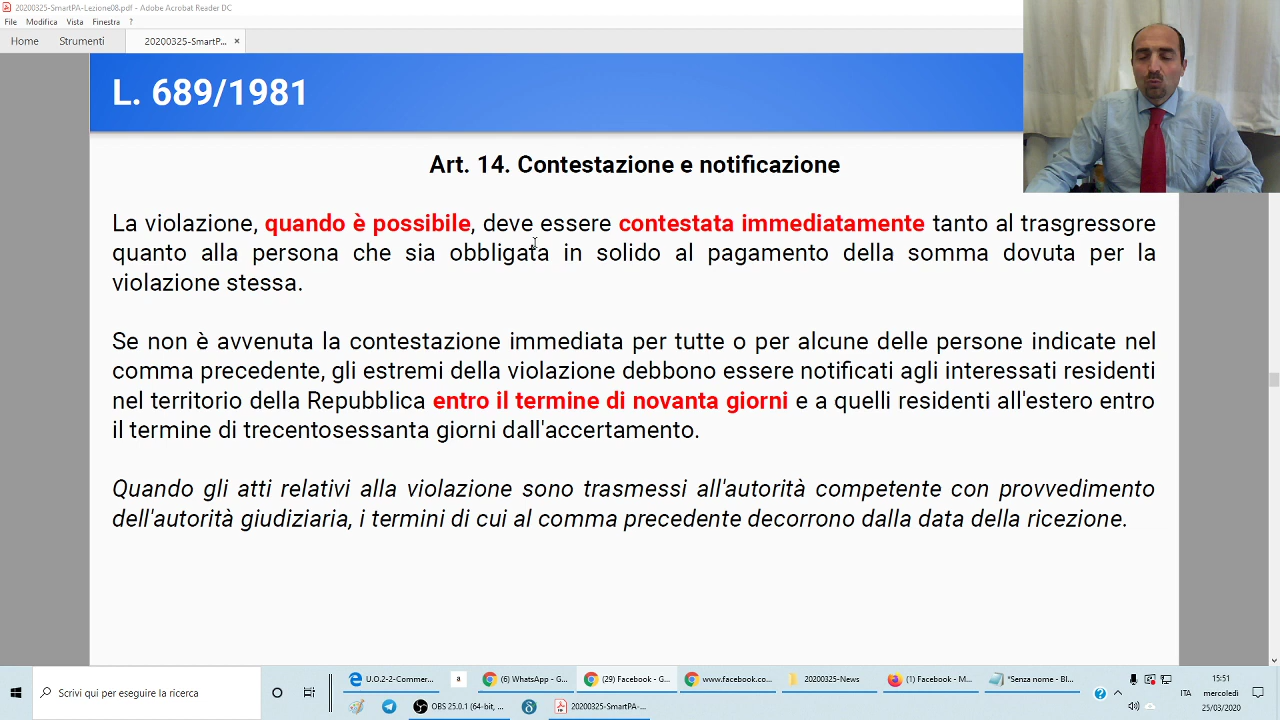 20200325-SmartPA-Lezione08.pdf - Adobe Acrobat Reader DC
File Modifica Vista Finestra ?
Home Strumenti 20200325-SmartP... ×
L. 689/1981
Art. 14. Contestazione e notificazione
La violazione, quando è possibile, deve essere contestata immediatamente tanto al trasgressore
quanto alla persona che sia obbligata in solido al pagamento della somma dovuta per la
violazione stessa.
Se non è avvenuta la contestazione immediata per tutte o per alcune delle persone indicate nel
comma precedente, gli estremi della violazione debbono essere notificati agli interessati residenti
nel territorio della Repubblica entro il termine di novanta giorni e a quelli residenti all'estero entro
il termine di trecentosessanta giorni dall'accertamento.
Quando gli atti relativi alla violazione sono trasmessi all'autorità competente con provvedimento
dell'autorità giudiziaria, i termini di cui al comma precedente decorrono dalla data della ricezione.
Scrivi qui per eseguire la ricerca
U.O.2-2-Commer... a (6) WhatsApp - G... (29) Facebook - G... www.facebook.co... 20200325-News (1) Facebook - M... *Senza nome - Bl...
OBS 25.0.1 (64-bit, ... 20200325-SmartPA-...
ITA
15:51
mercoledì
25/03/2020